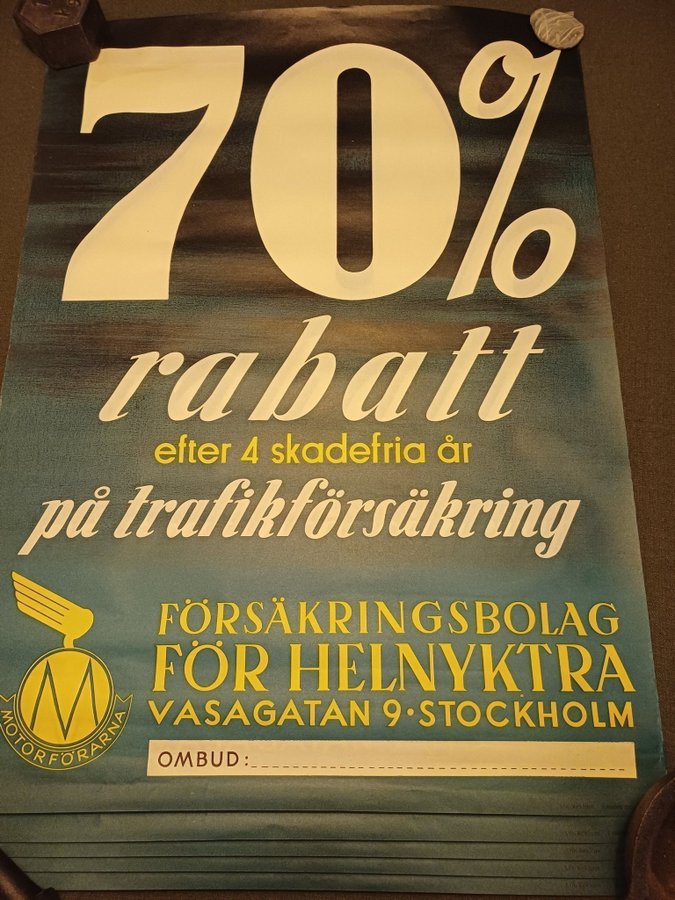 70%
rabatt
efter 4 skadefria år
på trafikförsäkring
FÖRSÄKRINGSBOLAG
FÖR HELNYKTRA
VASAGATAN 9·STOCKHOLM
M
MOTORFÖRARNA
OMBUD: